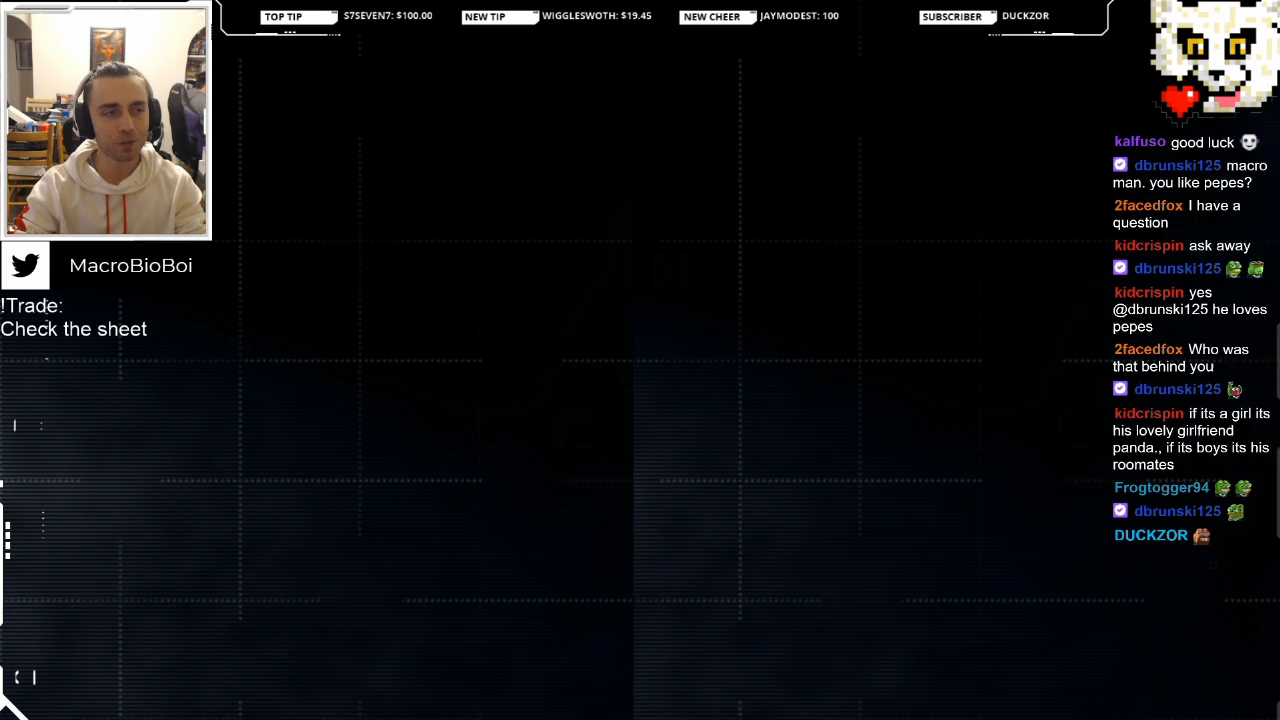 TOP TIP S7SEVEN7: $100.00 NEW TIP WIGGLESWOTH: $19.45 NEW CHEER JAYMODEST: 100 SUBSCRIBER DUCKZOR
MacroBioBoi
!Trade:
Check the sheet
kalfuso good luck
dbrunski125 macro
man. you like pepes?
2facedfox I have a
question
kidcrispin ask away
dbrunski125
kidcrispin yes
@dbrunski125 he loves
pepes
2facedfox Who was
that behind you
dbrunski125
kidcrispin if its a girl its
his lovely girlfriend
panda., if its boys its his
roomates
Frogtogger94
dbrunski125
DUCKZOR